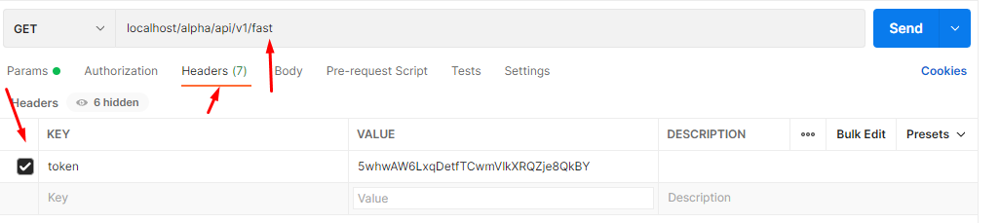 GET localhost/alpha/api/v1/fast Send
Params Authorization Headers (7) Body Pre-request Script Tests Settings Cookies
Headers 6 hidden
KEY VALUE DESCRIPTION Bulk Edit Presets
token 5whwAW6LxqDetfTCwmVlkXRQZje8QkBY
Key Value Description